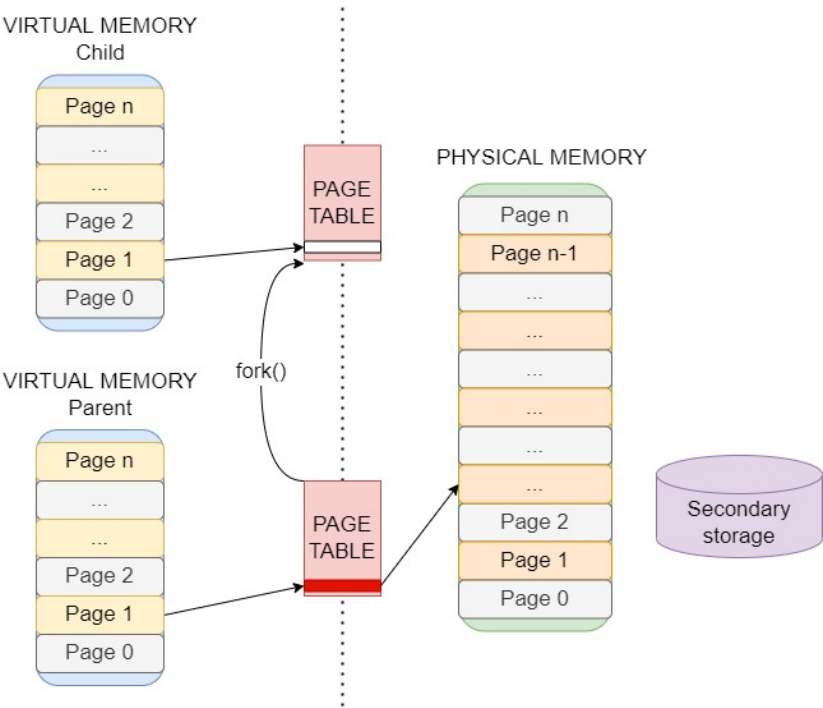 VIRTUAL MEMORY
Child
Page n
...
...
Page 2
Page 1
Page 0
PAGE
TABLE
fork()
VIRTUAL MEMORY
Parent
Page n
...
...
Page 2
Page 1
Page 0
PAGE
TABLE
PHYSICAL MEMORY
Page n
Page n-1
...
...
...
...
...
...
Page 2
Page 1
Page 0
Secondary
storage